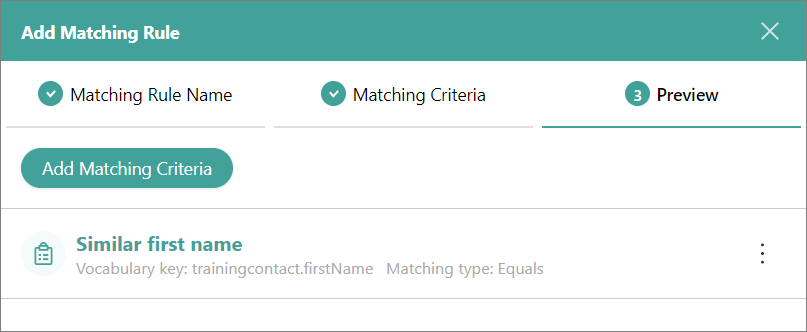 Add Matching Rule
Matching Rule Name
Matching Criteria
3 Preview
Add Matching Criteria
Similar first name
Vocabulary key: trainingcontact.firstName Matching type: Equals